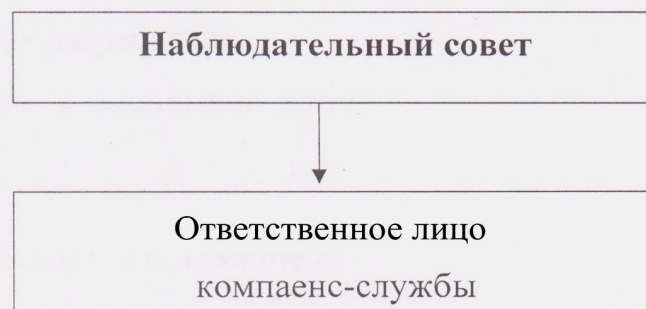 Наблюдательный совет
Ответственное лицо
компаенс-службы